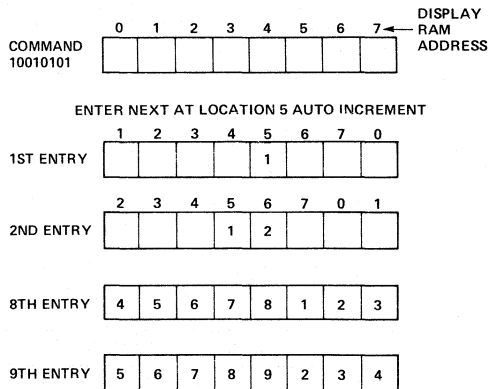 DISPLAY
0 1 2 3 4 5 6 7 RAM
COMMAND ADDRESS
10010101
ENTER NEXT AT LOCATION 5 AUTO INCREMENT
1 2 3 4 5 6 7 0
1ST ENTRY 1
2 3 4 5 6 7 0 1
2ND ENTRY 1 2
8TH ENTRY 4 5 6 7 8 1 2 3
9TH ENTRY 5 6 7 8 9 2 3 4